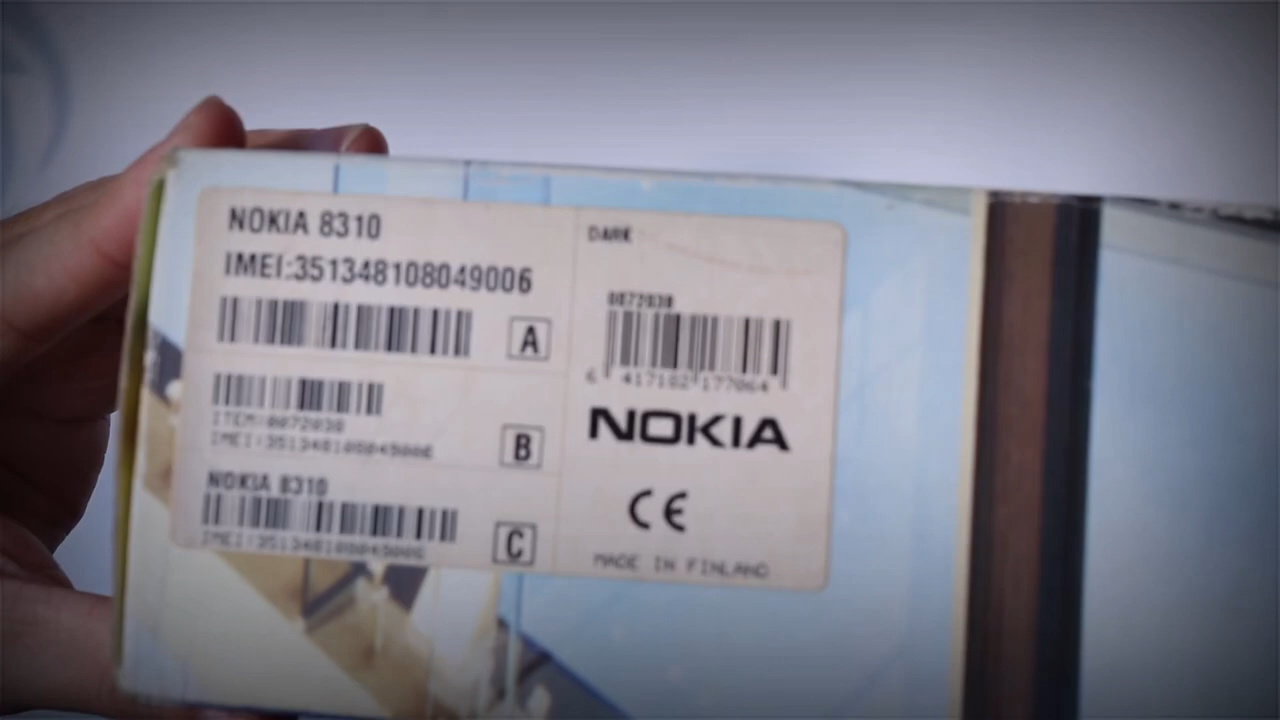 NOKIA 8310
IMEI:351348108049006
A
ITEM:0072030
IMEI:351348108049006
B
NOKIA 8310
IMEI:351348108049006
C
DARK
0072030
6 417182 177064
NOKIA
CE
MADE IN FINLAND